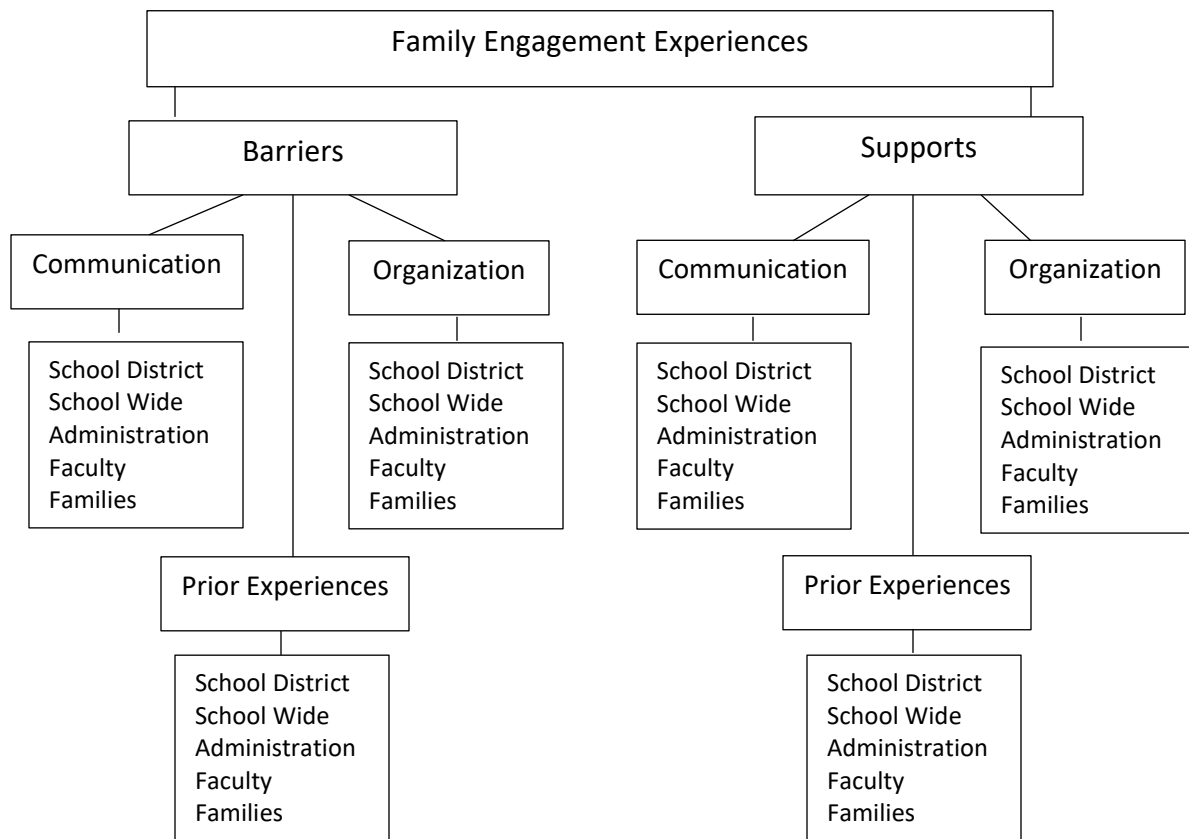 Family Engagement Experiences
Barriers
Supports
Communication
Organization
Communication
Organization
School District
School Wide
Administration
Faculty
Families
School District
School Wide
Administration
Faculty
Families
School District
School Wide
Administration
Faculty
Families
School District
School Wide
Administration
Faculty
Families
Prior Experiences
Prior Experiences
School District
School Wide
Administration
Faculty
Families
School District
School Wide
Administration
Faculty
Families